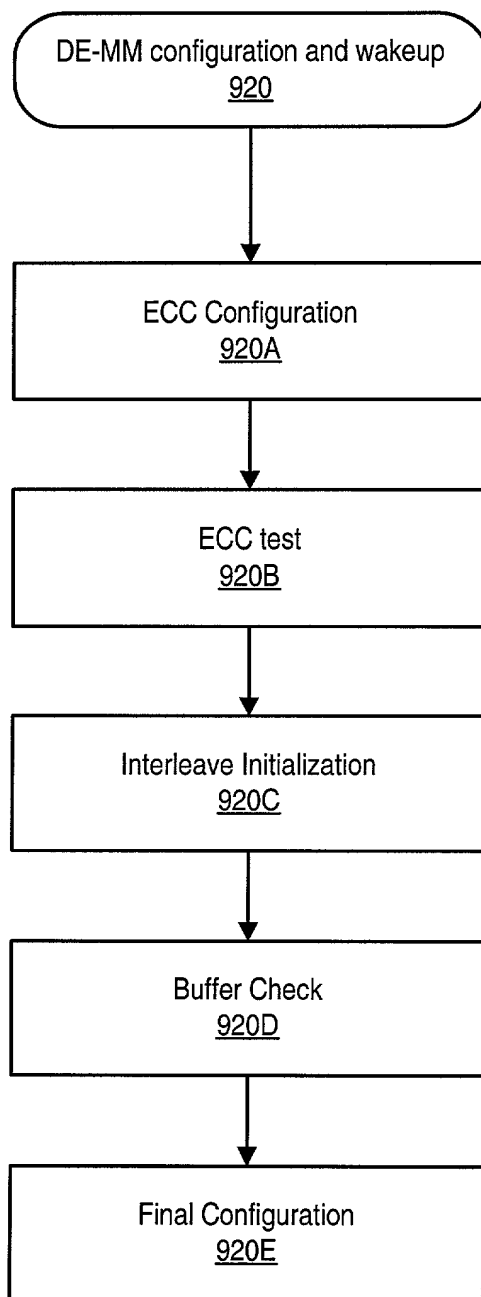 DE-MM configuration and wakeup
920
ECC Configuration
920A
ECC test
920B
Interleave Initialization
920C
Buffer Check
920D
Final Configuration
920E